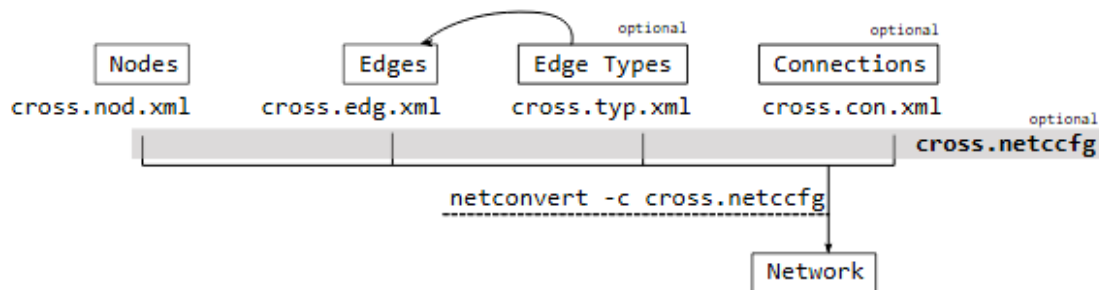 optional
optional
Nodes
Edges
Edge Types
Connections
cross.nod.xml
cross.edg.xml
cross.typ.xml
cross.con.xml
optional
cross.netccfg
netconvert -c cross.netccfg
Network